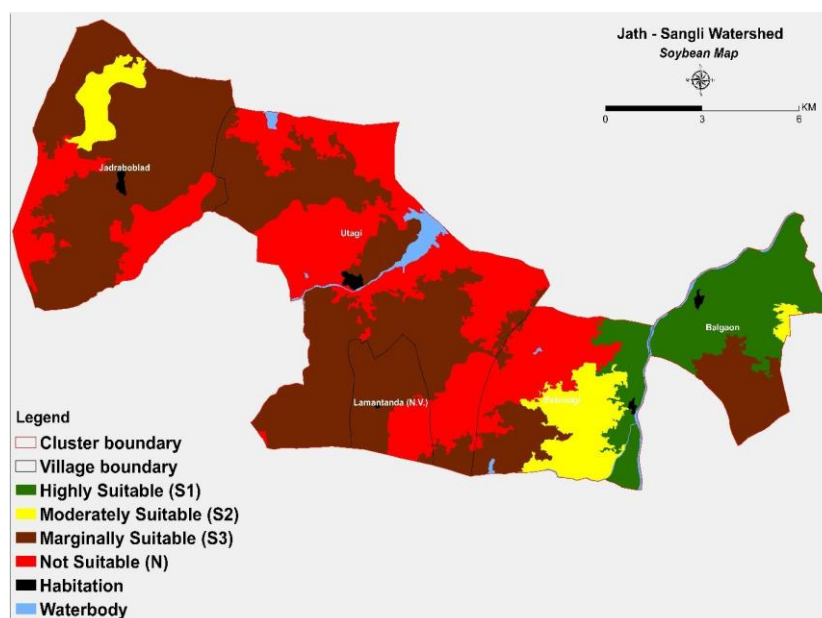 Jath - Sangli Watershed
Soybean Map
KM
0 3 6
Jadraboblad
Utagi
Balgaon
Lamantanda (N.V.)
Legend
Cluster boundary
Village boundary
Highly Suitable (S1)
Moderately Suitable (S2)
Marginally Suitable (S3)
Not Suitable (N)
Habitation
Waterbody